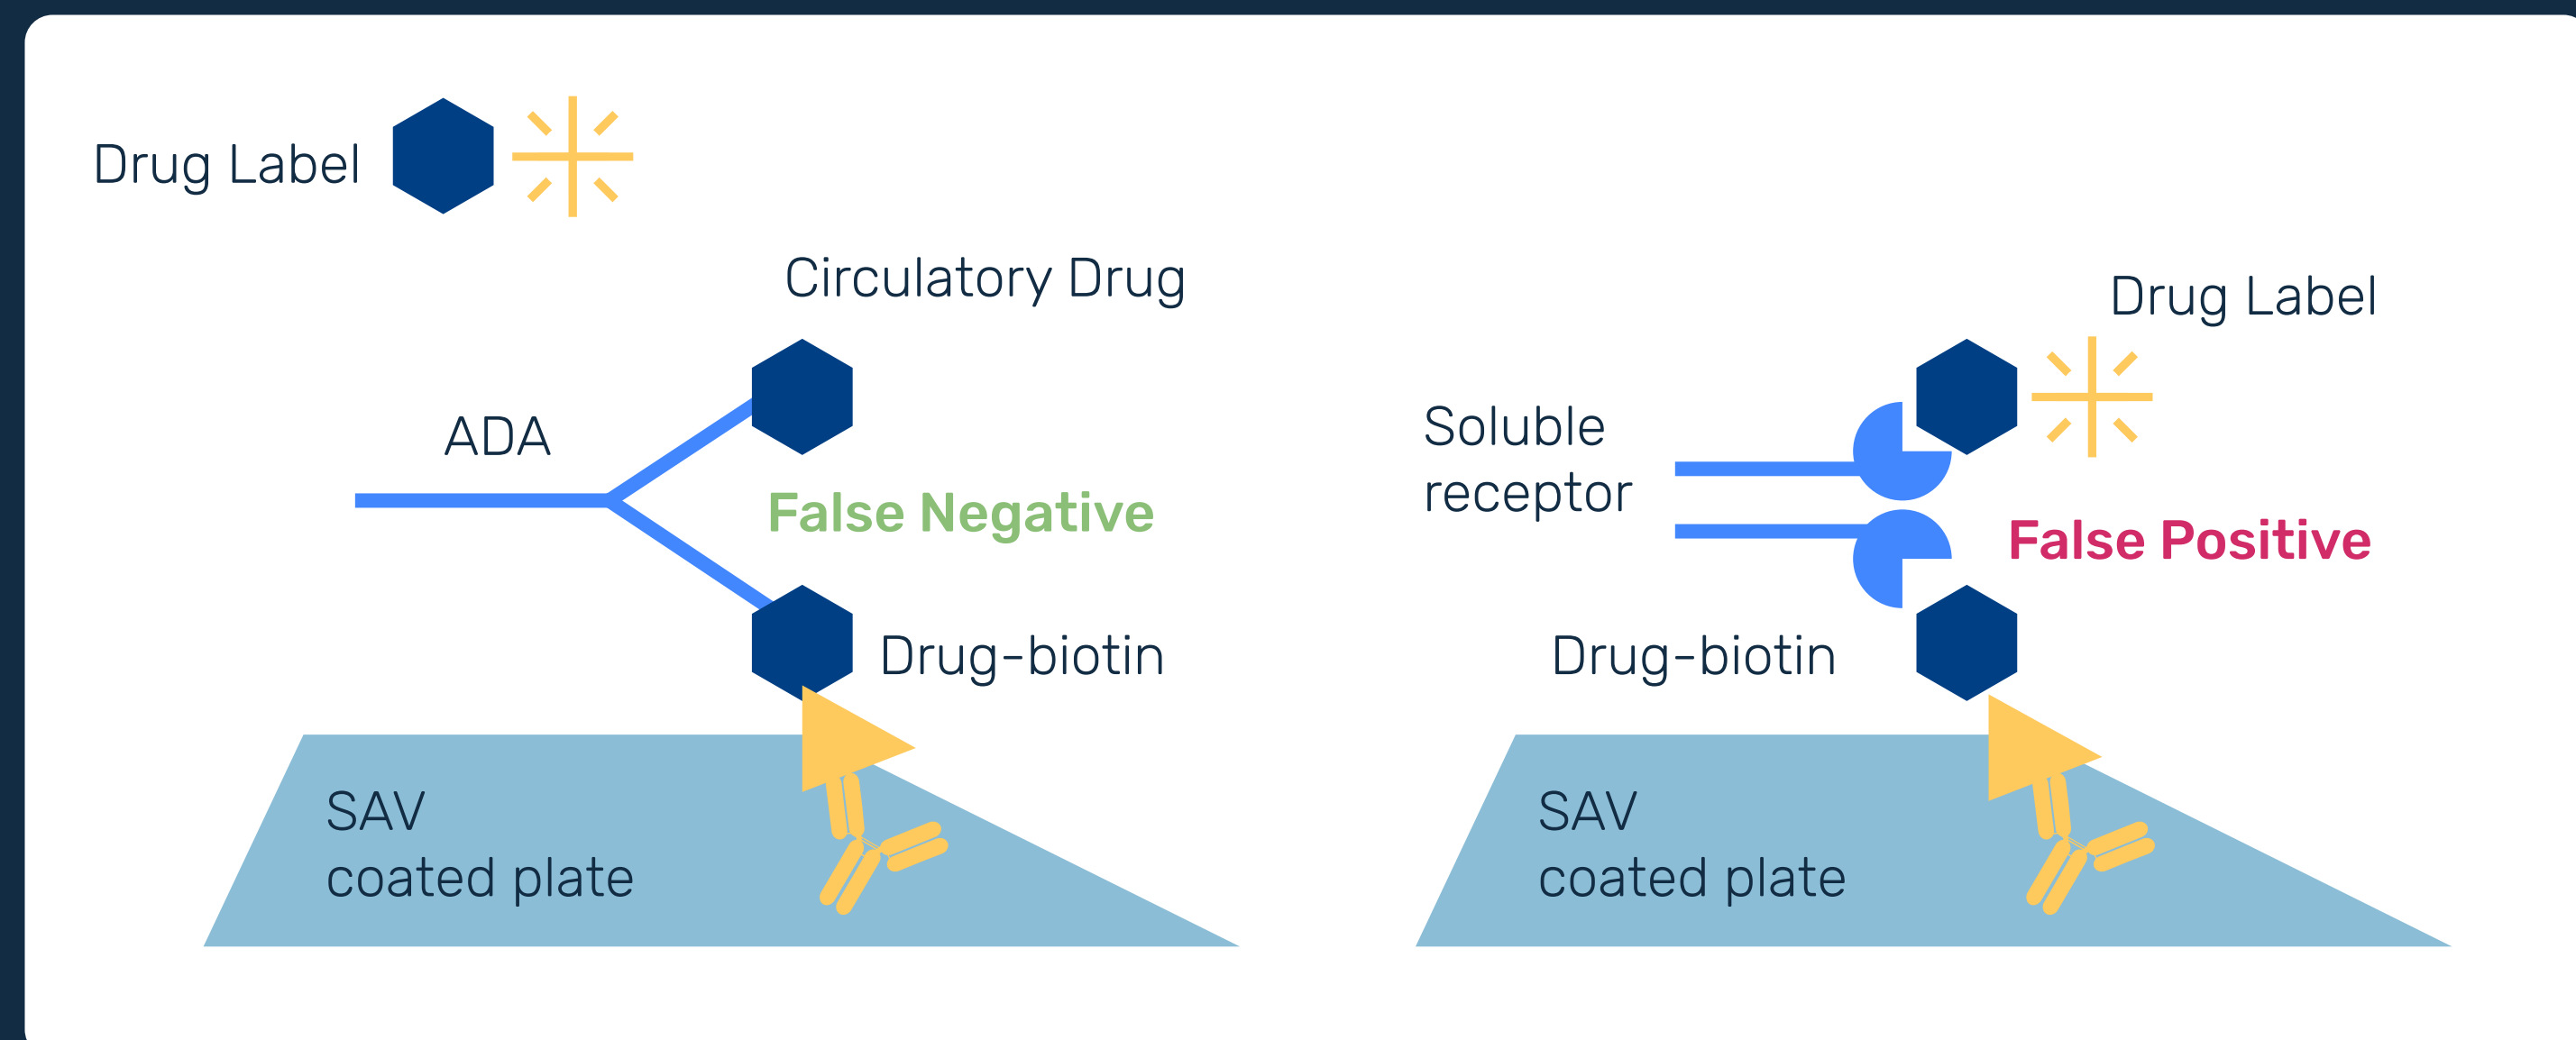 Drug Label
Circulatory Drug
ADA
False Negative
Drug-biotin
SAV
coated plate
Drug Label
Soluble
receptor
False Positive
Drug-biotin
SAV
coated plate